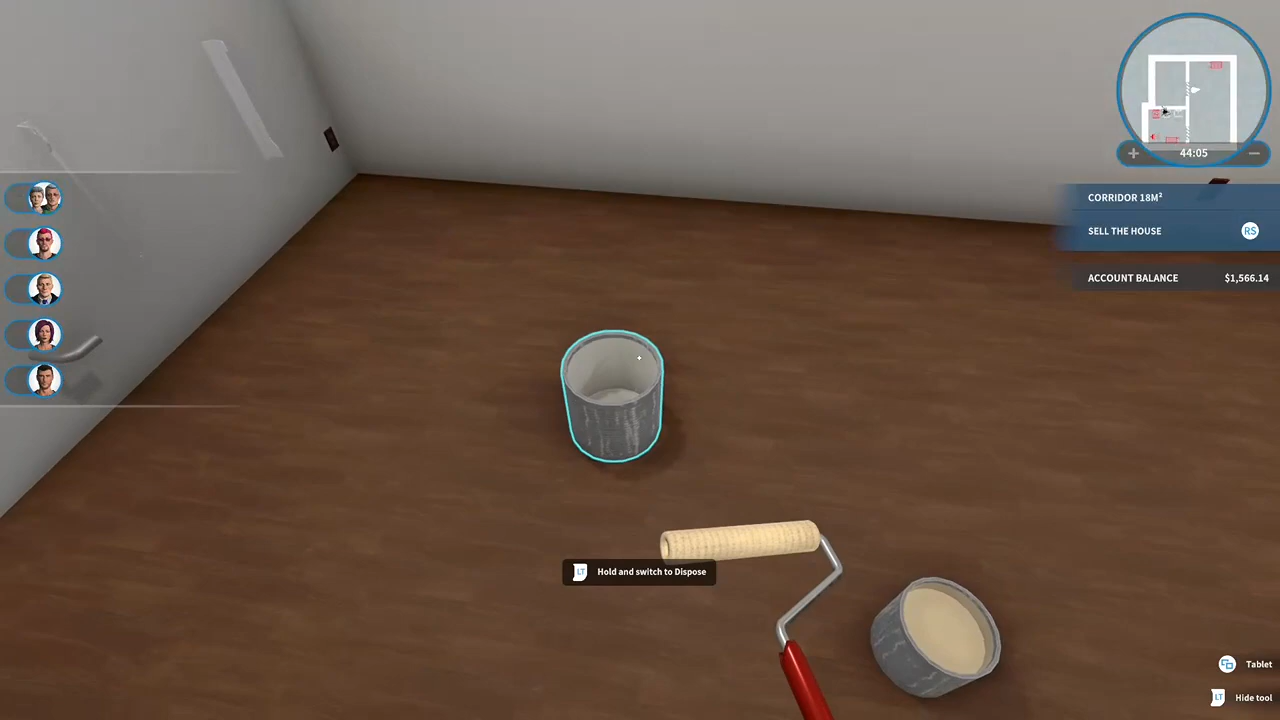 44:05
CORRIDOR 18M²
SELL THE HOUSE RS
ACCOUNT BALANCE $1,566.14
LT Hold and switch to Dispose
Tablet
LT Hide tool